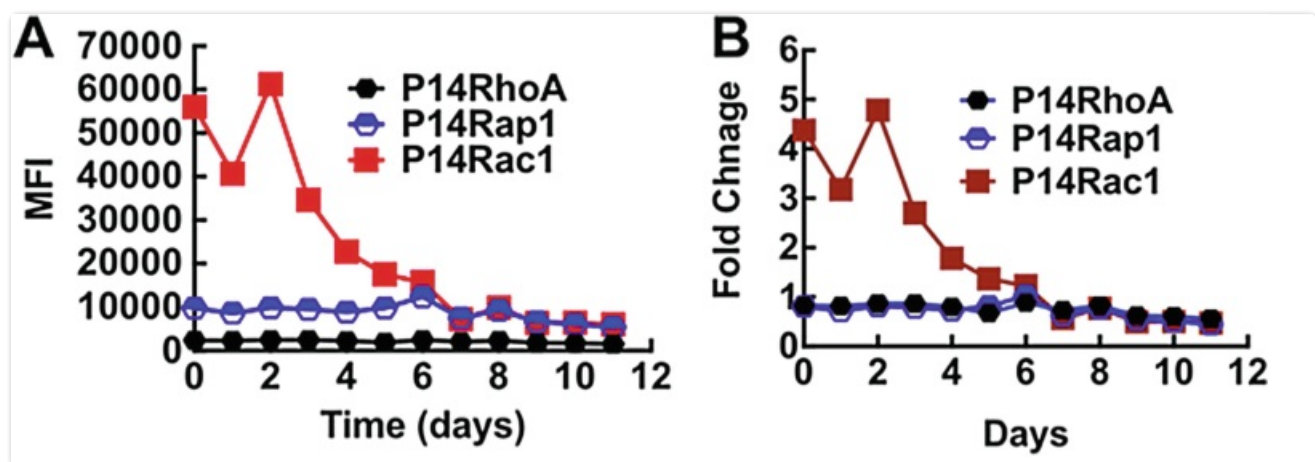 A
70000
60000
50000
40000
30000
20000
10000
0
MFI
P14RhoA
P14Rap1
P14Rac1
0 2 4 6 8 10 12
Time (days)
B
6
5
4
3
2
1
0
Fold Chnage
P14RhoA
P14Rap1
P14Rac1
0 2 4 6 8 10 12
Days